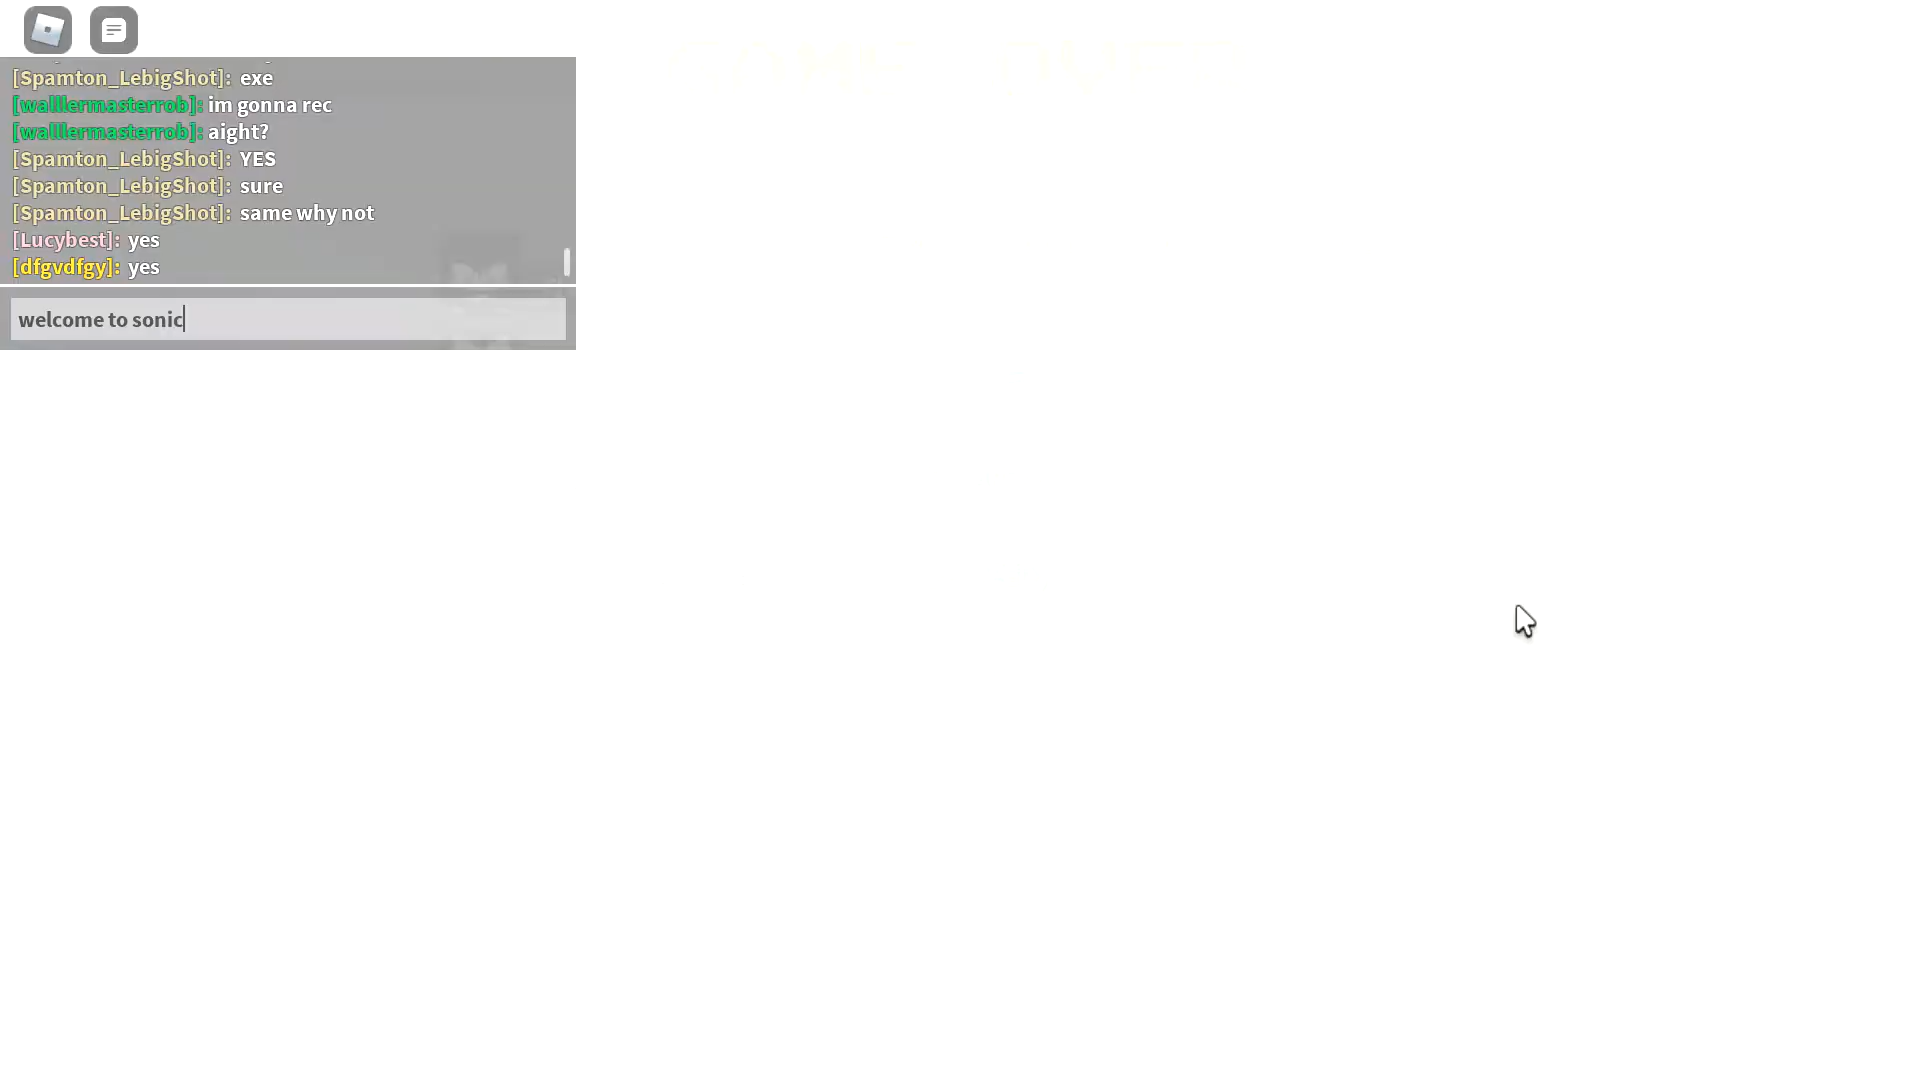 [Spamton_LebigShot]: exe
[walllermasterrob]: im gonna rec
[walllermasterrob]: aight?
[Spamton_LebigShot]: YES
[Spamton_LebigShot]: sure
[Spamton_LebigShot]: same why not
[Lucybest]: yes
[dfgvdfgy]: yes
welcome to sonic